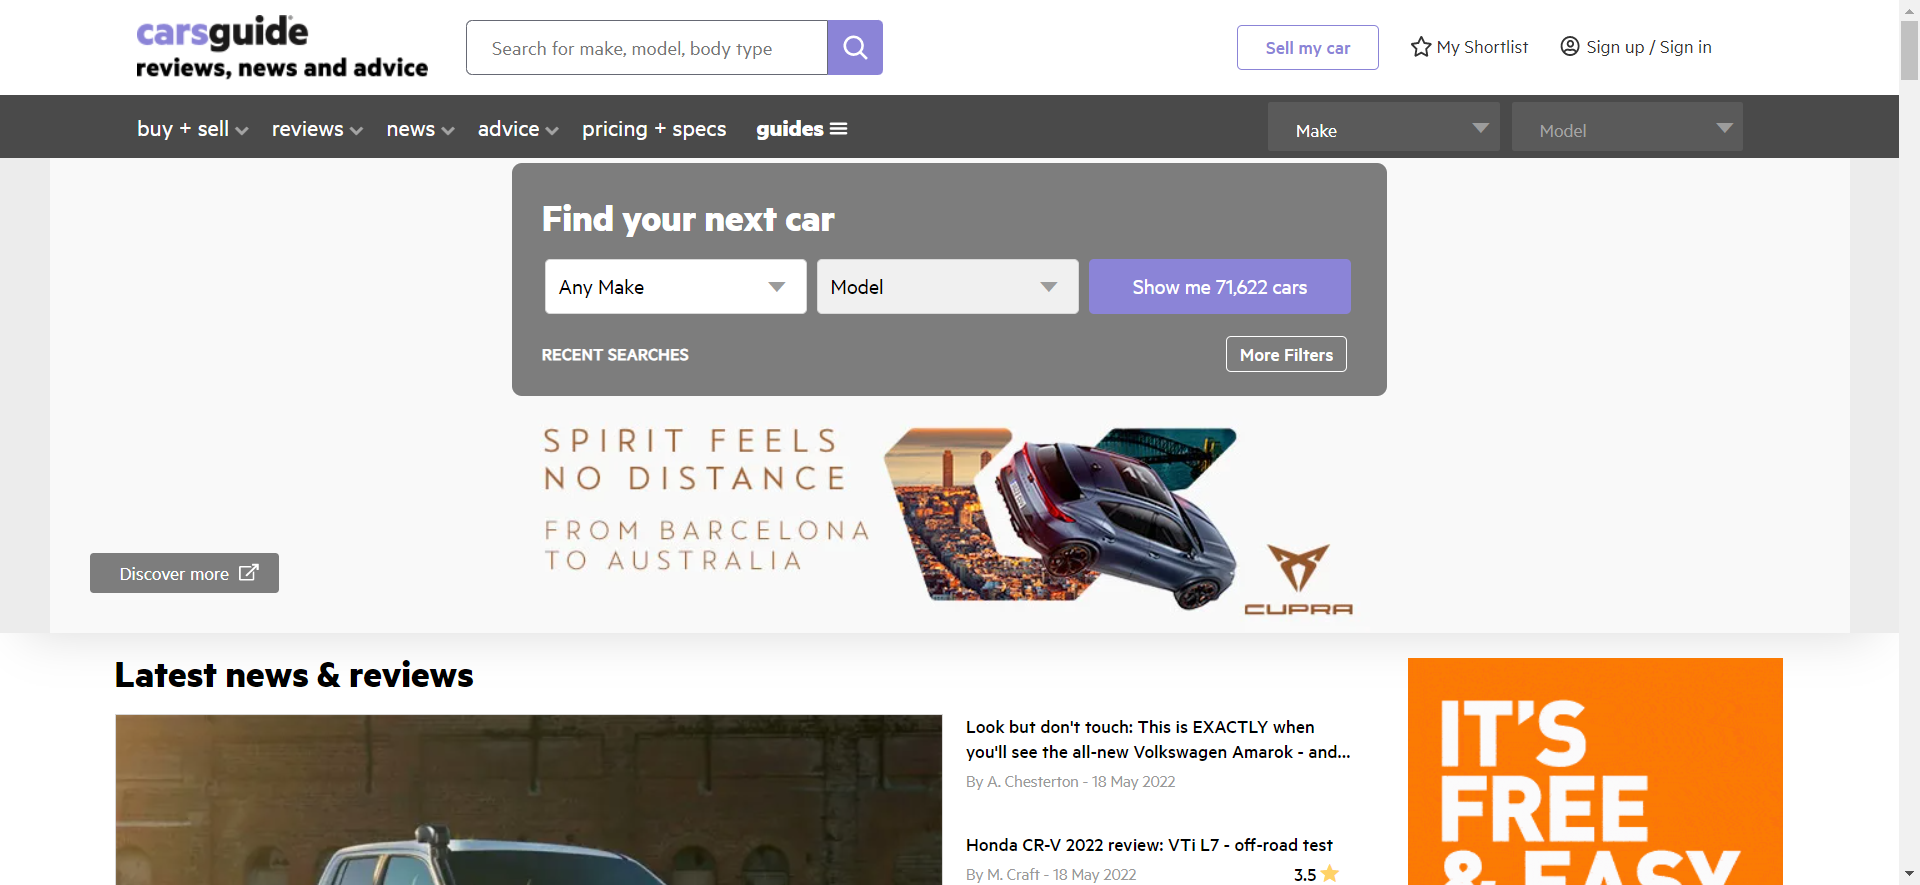 carsguide
reviews, news and advice
Search for make, model, body type
Sell my car
My Shortlist
Sign up / Sign in
buy + sell
reviews
news
advice
pricing + specs
guides
Make
Model
Find your next car
Any Make
Model
Show me 71,622 cars
RECENT SEARCHES
More Filters
SPIRIT FEELS
NO DISTANCE
FROM BARCELONA
TO AUSTRALIA
CUPRA
Discover more
Latest news & reviews
Look but don't touch: This is EXACTLY when
you'll see the all-new Volkswagen Amarok - and...
By A. Chesterton - 18 May 2022
Honda CR-V 2022 review: VTi L7 - off-road test
By M. Craft - 18 May 2022
3.5
IT'S
FREE
& EASY